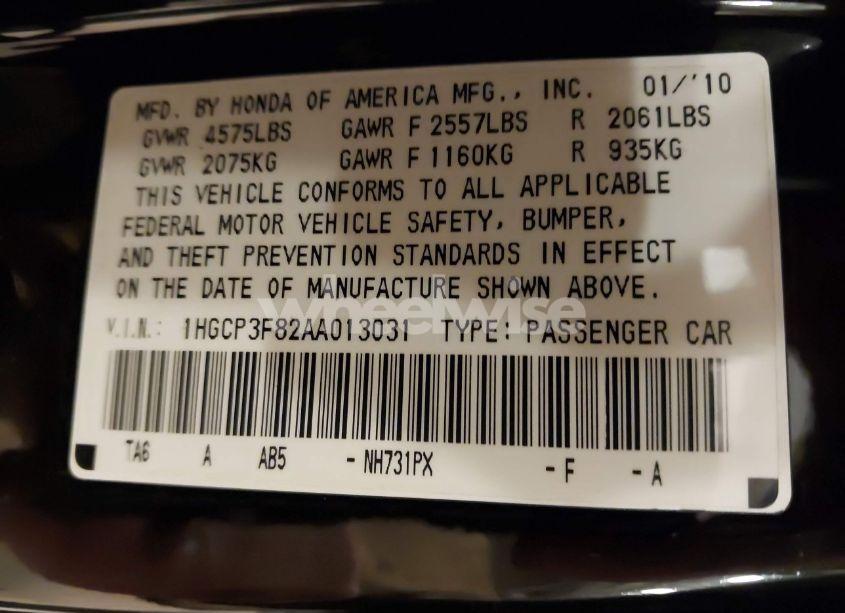 MFD. BY HONDA OF AMERICA MFG., INC. 01/'10
GVWR 4575LBS GAWR F 2557LBS R 2061LBS
GVWR 2075KG GAWR F 1160KG R 935KG
THIS VEHICLE CONFORMS TO ALL APPLICABLE
FEDERAL MOTOR VEHICLE SAFETY, BUMPER,
AND THEFT PREVENTION STANDARDS IN EFFECT
ON THE DATE OF MANUFACTURE SHOWN ABOVE.
wheelwise
V.I.N.: 1HGCP3F82AA013031 TYPE: PASSENGER CAR
TA6 A AB5 - NH731PX - F - A